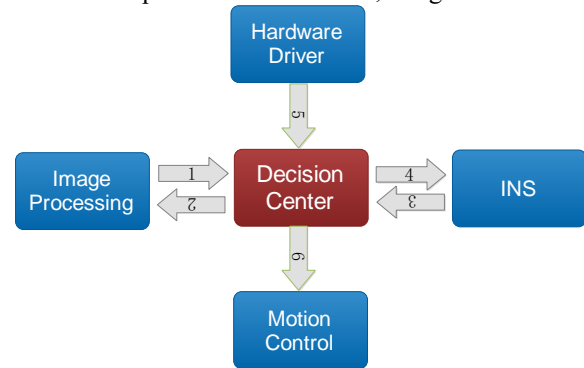 Hardware
Driver
5
Image
Processing
1
2
Decision
Center
4
3
INS
6
Motion
Control